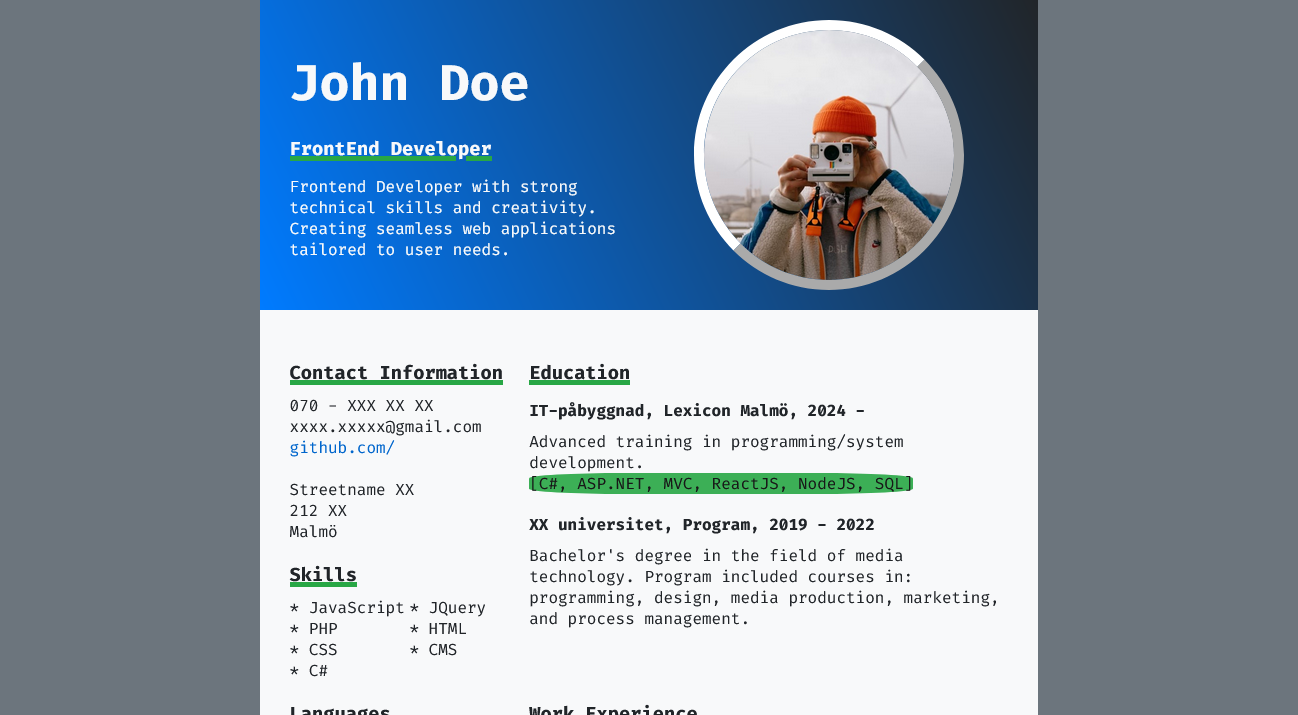 John Doe
FrontEnd Developer
Frontend Developer with strong
technical skills and creativity.
Creating seamless web applications
tailored to user needs.
Contact Information
070 - XXX XX XX
xxxx.xxxxx@gmail.com
github.com/
Streetname XX
212 XX
Malmö
Skills
* JavaScript * JQuery
* PHP * HTML
* CSS * CMS
* C#
Languages
Education
IT-påbyggnad, Lexicon Malmö, 2024 -
Advanced training in programming/system
development.
[C#, ASP.NET, MVC, ReactJS, NodeJS, SQL]
XX universitet, Program, 2019 - 2022
Bachelor's degree in the field of media
technology. Program included courses in:
programming, design, media production, marketing,
and process management.
Work Experience